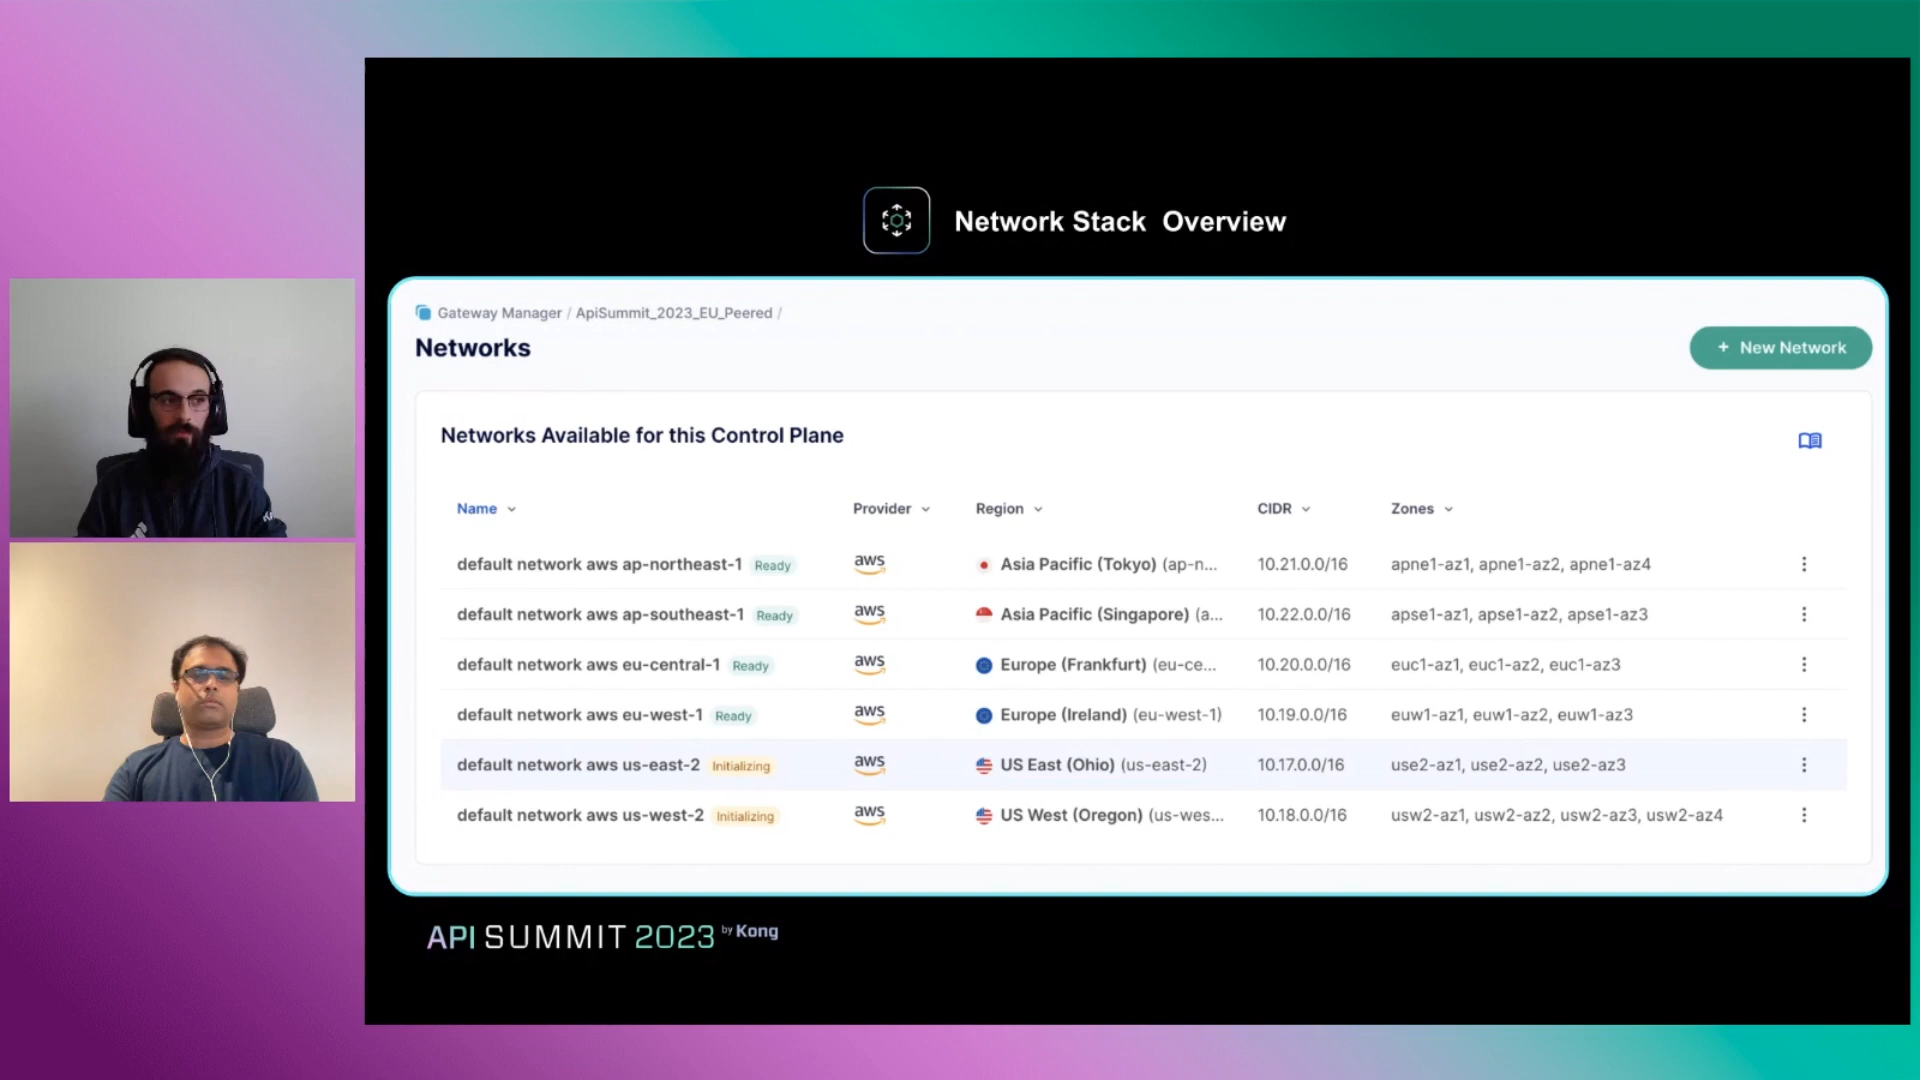 Network Stack Overview
Gateway Manager / ApiSummit_2023_EU_Peered /
Networks
+ New Network
Networks Available for this Control Plane
Name Provider Region CIDR Zones
default network aws ap-northeast-1 Ready aws Asia Pacific (Tokyo) (ap-n... 10.21.0.0/16 apne1-az1, apne1-az2, apne1-az4
default network aws ap-southeast-1 Ready aws Asia Pacific (Singapore) (a... 10.22.0.0/16 apse1-az1, apse1-az2, apse1-az3
default network aws eu-central-1 Ready aws Europe (Frankfurt) (eu-ce... 10.20.0.0/16 euc1-az1, euc1-az2, euc1-az3
default network aws eu-west-1 Ready aws Europe (Ireland) (eu-west-1) 10.19.0.0/16 euw1-az1, euw1-az2, euw1-az3
default network aws us-east-2 Initializing aws US East (Ohio) (us-east-2) 10.17.0.0/16 use2-az1, use2-az2, use2-az3
default network aws us-west-2 Initializing aws US West (Oregon) (us-wes... 10.18.0.0/16 usw2-az1, usw2-az2, usw2-az3, usw2-az4
API SUMMIT 2023 by Kong